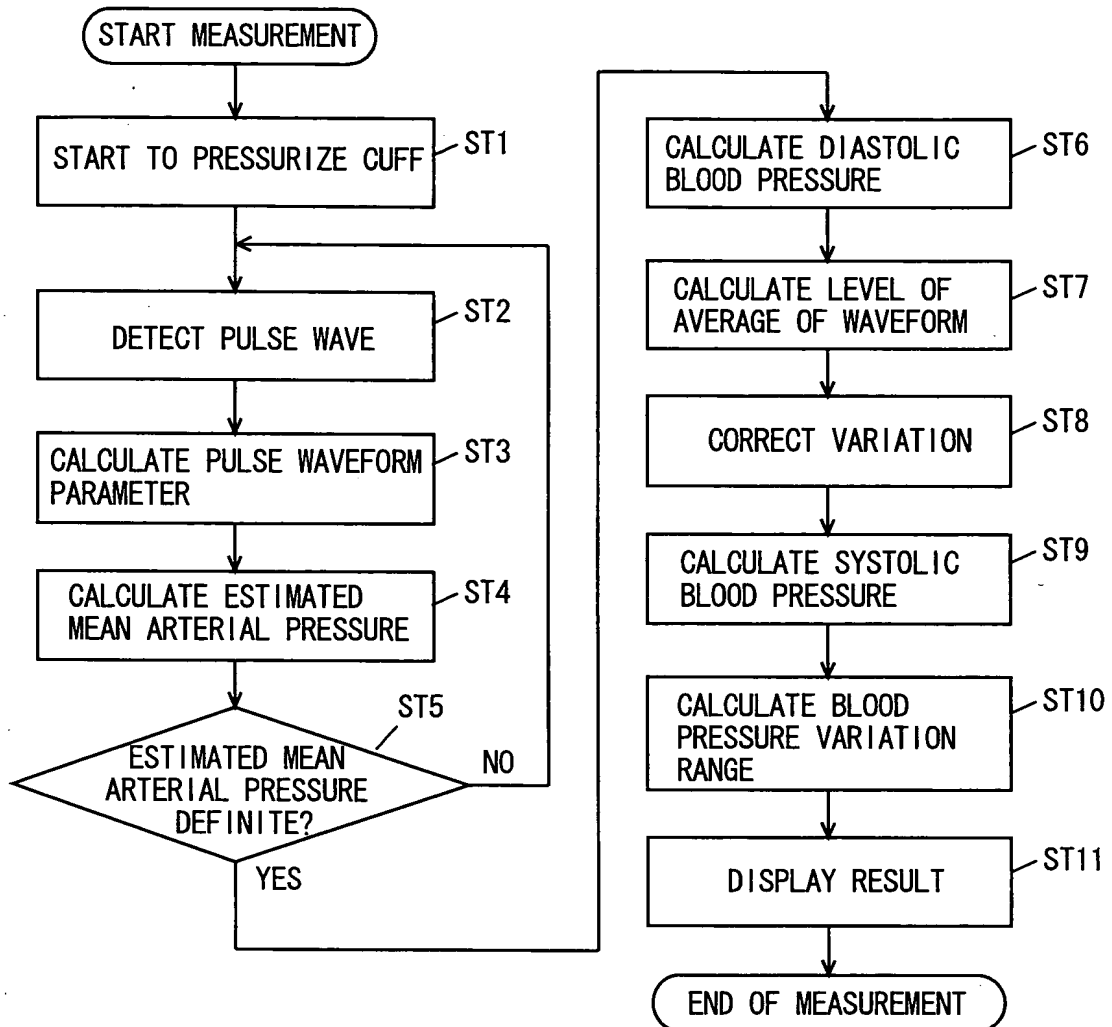 START MEASUREMENT
START TO PRESSURIZE CUFF
ST1
DETECT PULSE WAVE
ST2
CALCULATE PULSE WAVEFORM
PARAMETER
ST3
CALCULATE ESTIMATED
MEAN ARTERIAL PRESSURE
ST4
ST5
ESTIMATED MEAN
ARTERIAL PRESSURE
DEFINITE?
NO
YES
CALCULATE DIASTOLIC
BLOOD PRESSURE
ST6
CALCULATE LEVEL OF
AVERAGE OF WAVEFORM
ST7
CORRECT VARIATION
ST8
CALCULATE SYSTOLIC
BLOOD PRESSURE
ST9
CALCULATE BLOOD
PRESSURE VARIATION
RANGE
ST10
DISPLAY RESULT
ST11
END OF MEASUREMENT